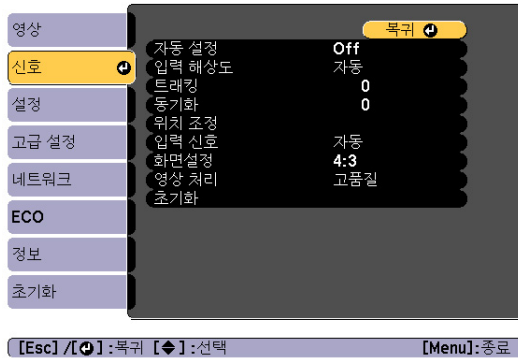 영상
신호
설정
고급 설정
네트워크
ECO
정보
초기화
복귀
자동 설정 Off
입력 해상도 자동
트래킹 0
동기화 0
위치 조정
입력 신호 자동
화면설정 4:3
영상 처리 고품질
초기화
[Esc] /[⏎] :복귀 [◆] :선택 [Menu]:종료